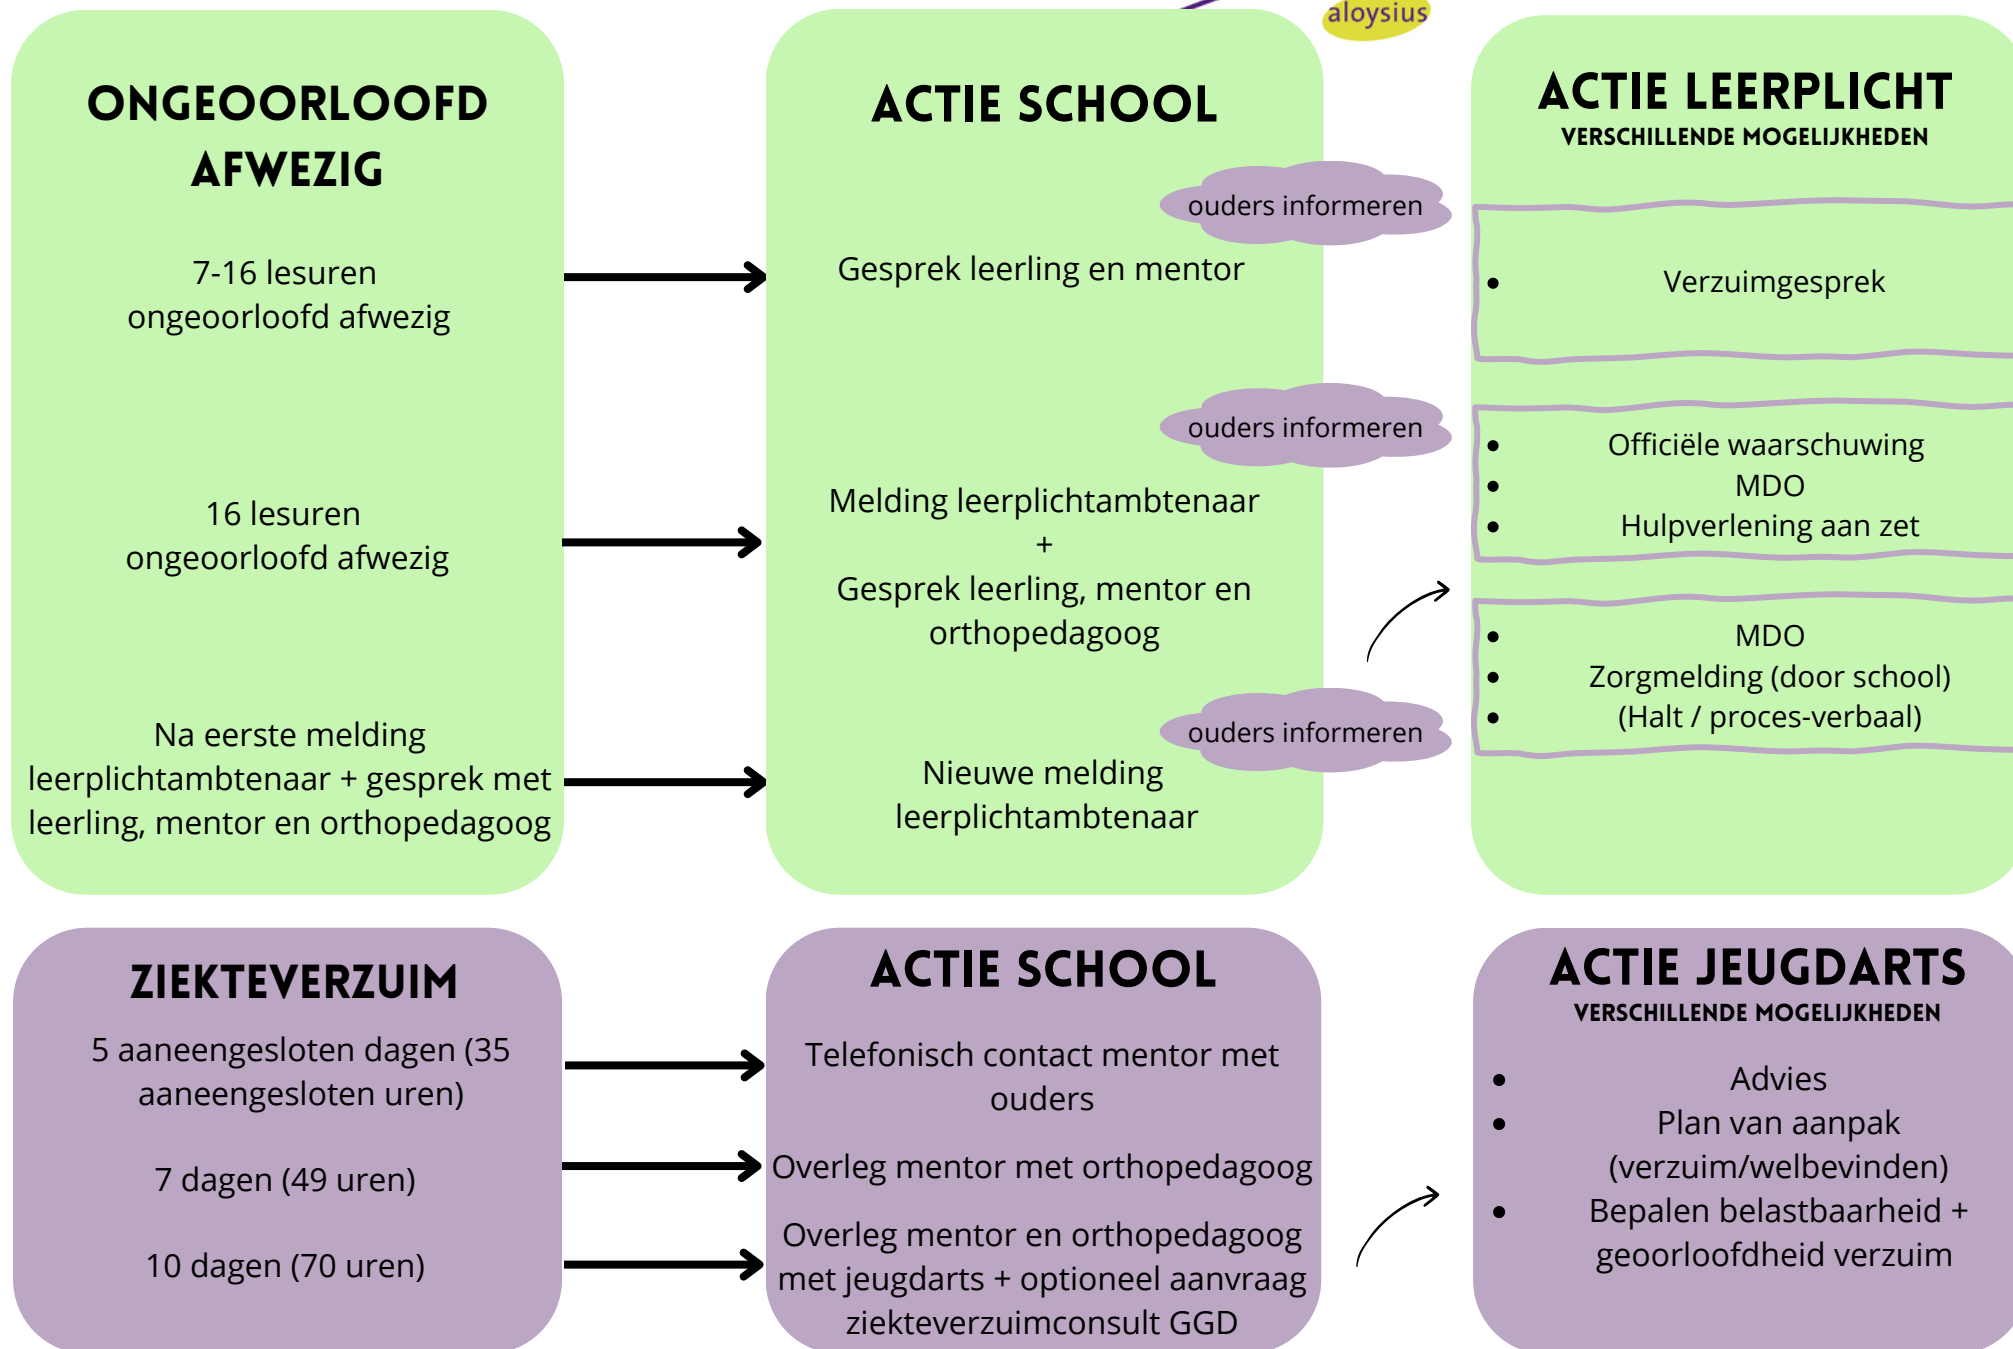 aloysius
ONGEOORLOOFD
AFWEZIG
7-16 lesuren
ongeoorloofd afwezig
16 lesuren
ongeoorloofd afwezig
Na eerste melding
leerplichtambtenaar + gesprek met
leerling, mentor en orthopedagoog
ACTIE SCHOOL
ouders informeren
Gesprek leerling en mentor
ouders informeren
Melding leerplichtambtenaar
+
Gesprek leerling, mentor en
orthopedagoog
ouders informeren
Nieuwe melding
leerplichtambtenaar
ACTIE LEERPLICHT
VERSCHILLENDE MOGELIJKHEDEN
• Verzuimgesprek
• Officiële waarschuwing
• MDO
• Hulpverlening aan zet
• MDO
• Zorgmelding (door school)
• (Halt / proces-verbaal)
ZIEKTEVERZUIM
5 aaneengesloten dagen (35
aaneengesloten uren)
7 dagen (49 uren)
10 dagen (70 uren)
ACTIE SCHOOL
Telefonisch contact mentor met
ouders
Overleg mentor met orthopedagoog
Overleg mentor en orthopedagoog
met jeugdarts + optioneel aanvraag
ziekteverzuimconsult GGD
ACTIE JEUGDARTS
VERSCHILLENDE MOGELIJKHEDEN
• Advies
• Plan van aanpak
(verzuim/welbevinden)
• Bepalen belastbaarheid +
geoorloofdheid verzuim